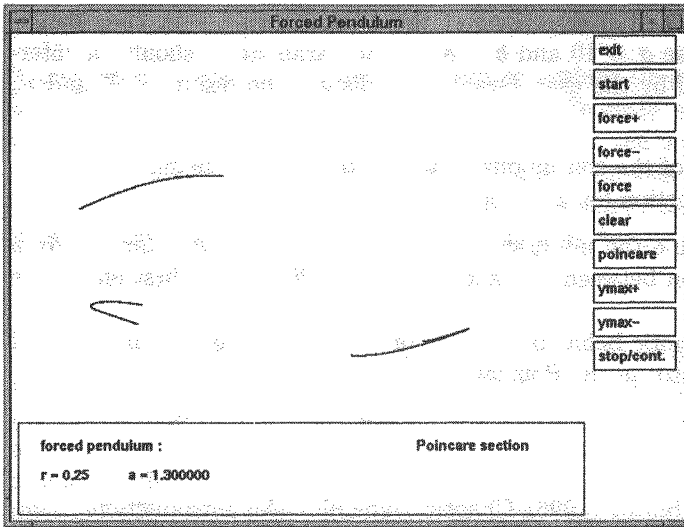 Forced Pendulum
exit
start
force+
force-
force
clear
poincare
ymax+
ymax-
stop/cont.
forced pendulum :
Poincare section
r = 0.25 a = 1.300000